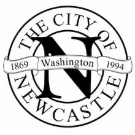 THE CITY OF
N
1869 Washington 1994
NEWCASTLE